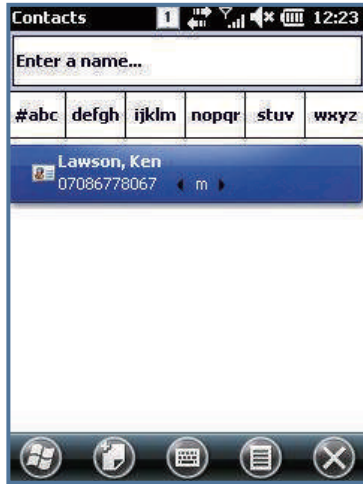 Contacts 1 12:23
Enter a name...
#abc defgh ijklm nopqr stuv wxyz
Lawson, Ken
07086778067 m